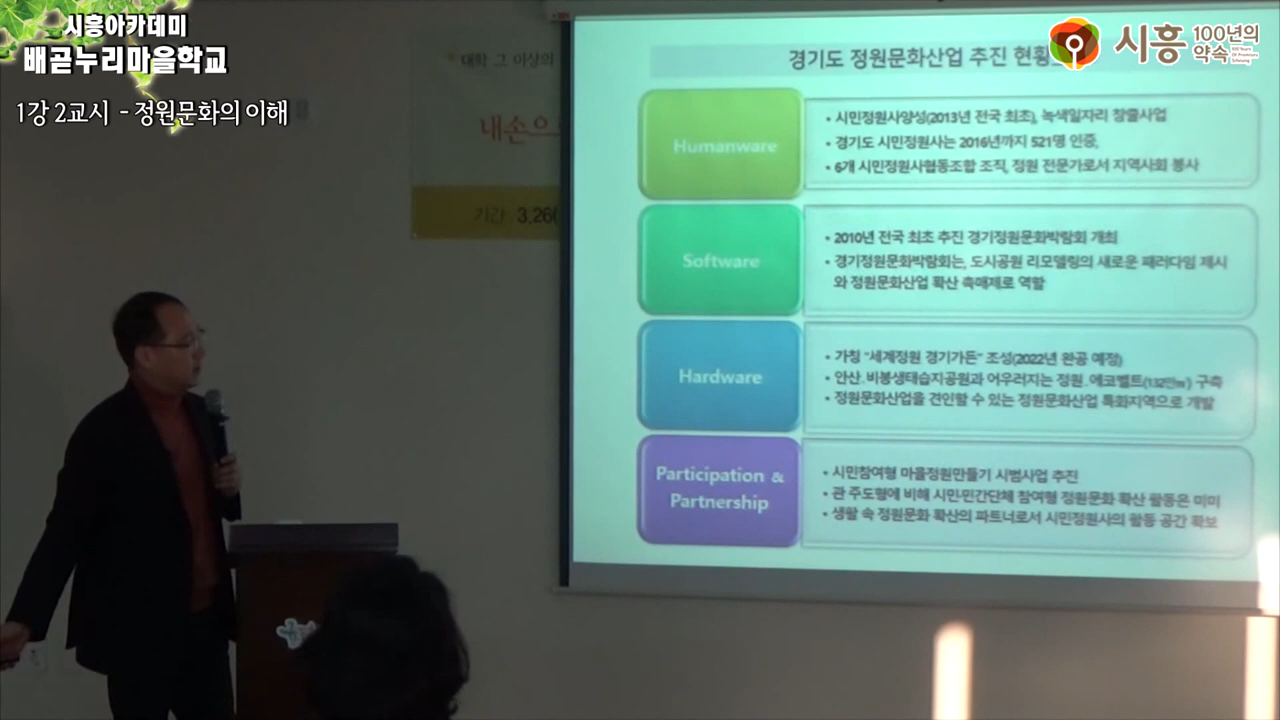 시흥아카데미
배곧누리마을학교
1강 2교시 - 정원문화의 이해
시흥 100년의 약속
대학 그 이상의
내손으로
기간 3.26(
경기도 정원문화산업 추진 현황
Humanware
• 시민정원사양성(2013년 전국 최초), 녹색일자리 창출사업
• 경기도 시민정원사는 2016년까지 521명 인증,
• 6개 시민정원사협동조합 조직, 정원 전문가로서 지역사회 봉사
Software
• 2010년 전국 최초 추진 경기정원문화박람회 개최
• 경기정원문화박람회는, 도시공원 리모델링의 새로운 패러다임 제시
와 정원문화산업 확산 촉매제로 역할
Hardware
• 가칭 "세계정원 경기가든" 조성(2022년 완공 예정)
• 안산.비봉생태습지공원과 어우러지는 정원.에코벨트(132만㎡) 구축
• 정원문화산업을 견인할 수 있는 정원문화산업 특화지역으로 개발
Participation &
Partnership
• 시민참여형 마을정원만들기 시범사업 추진
• 관 주도형에 비해 시민·민간단체 참여형 정원문화 확산 활동은 미미
• 생활 속 정원문화 확산의 파트너로서 시민정원사의 활동 공간 확보